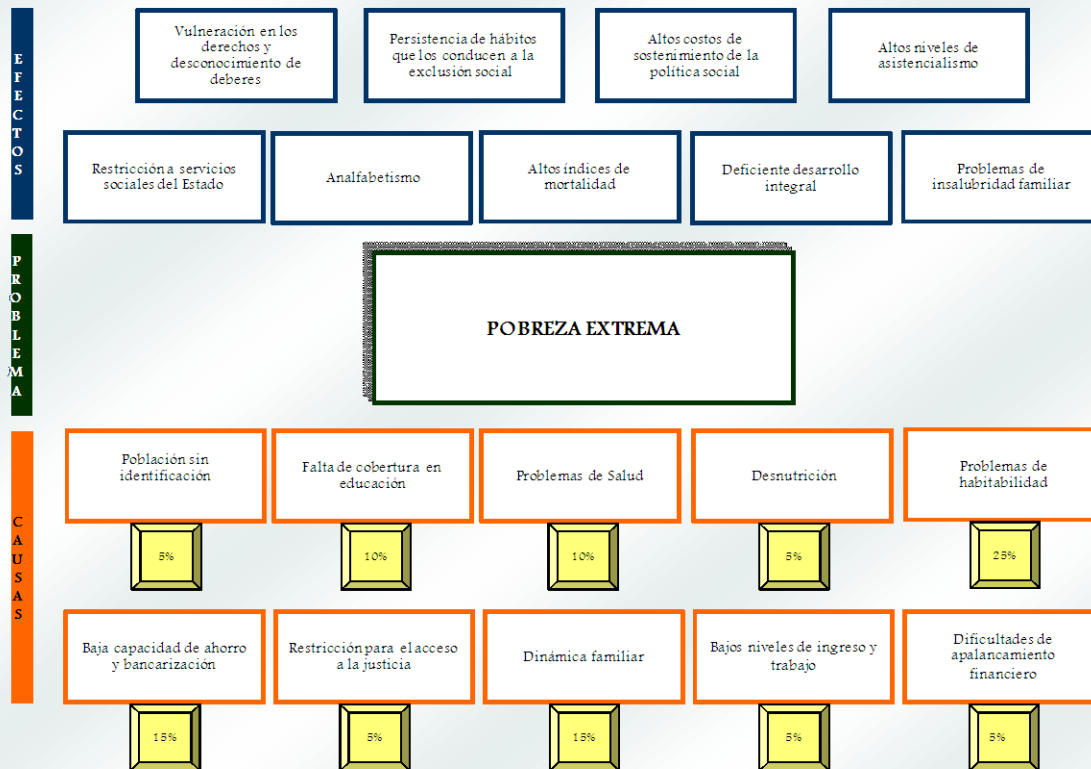 EFECTOS
Vulneración en los
derechos y
desconocimiento de
deberes
Persistencia de hábitos
que los conducen a la
exclusión social
Altos costos de
sostenimiento de la
política social
Altos niveles de
asistencialismo
Restricción a servicios
sociales del Estado
Analfabetismo
Altos índices de
mortalidad
Deficiente desarrollo
integral
Problemas de
insalubridad familiar
PROBLEMA
POBREZA EXTREMA
CAUSAS
Población sin
identificación
Falta de cobertura en
educación
Problemas de Salud
Desnutrición
Problemas de
habitabilidad
5%
10%
10%
5%
25%
Baja capacidad de ahorro
y bancarización
Restricción para el acceso
a la justicia
Dinámica familiar
Bajos niveles de ingreso y
trabajo
Dificultades de
apalancamiento
financiero
15%
5%
15%
5%
5%